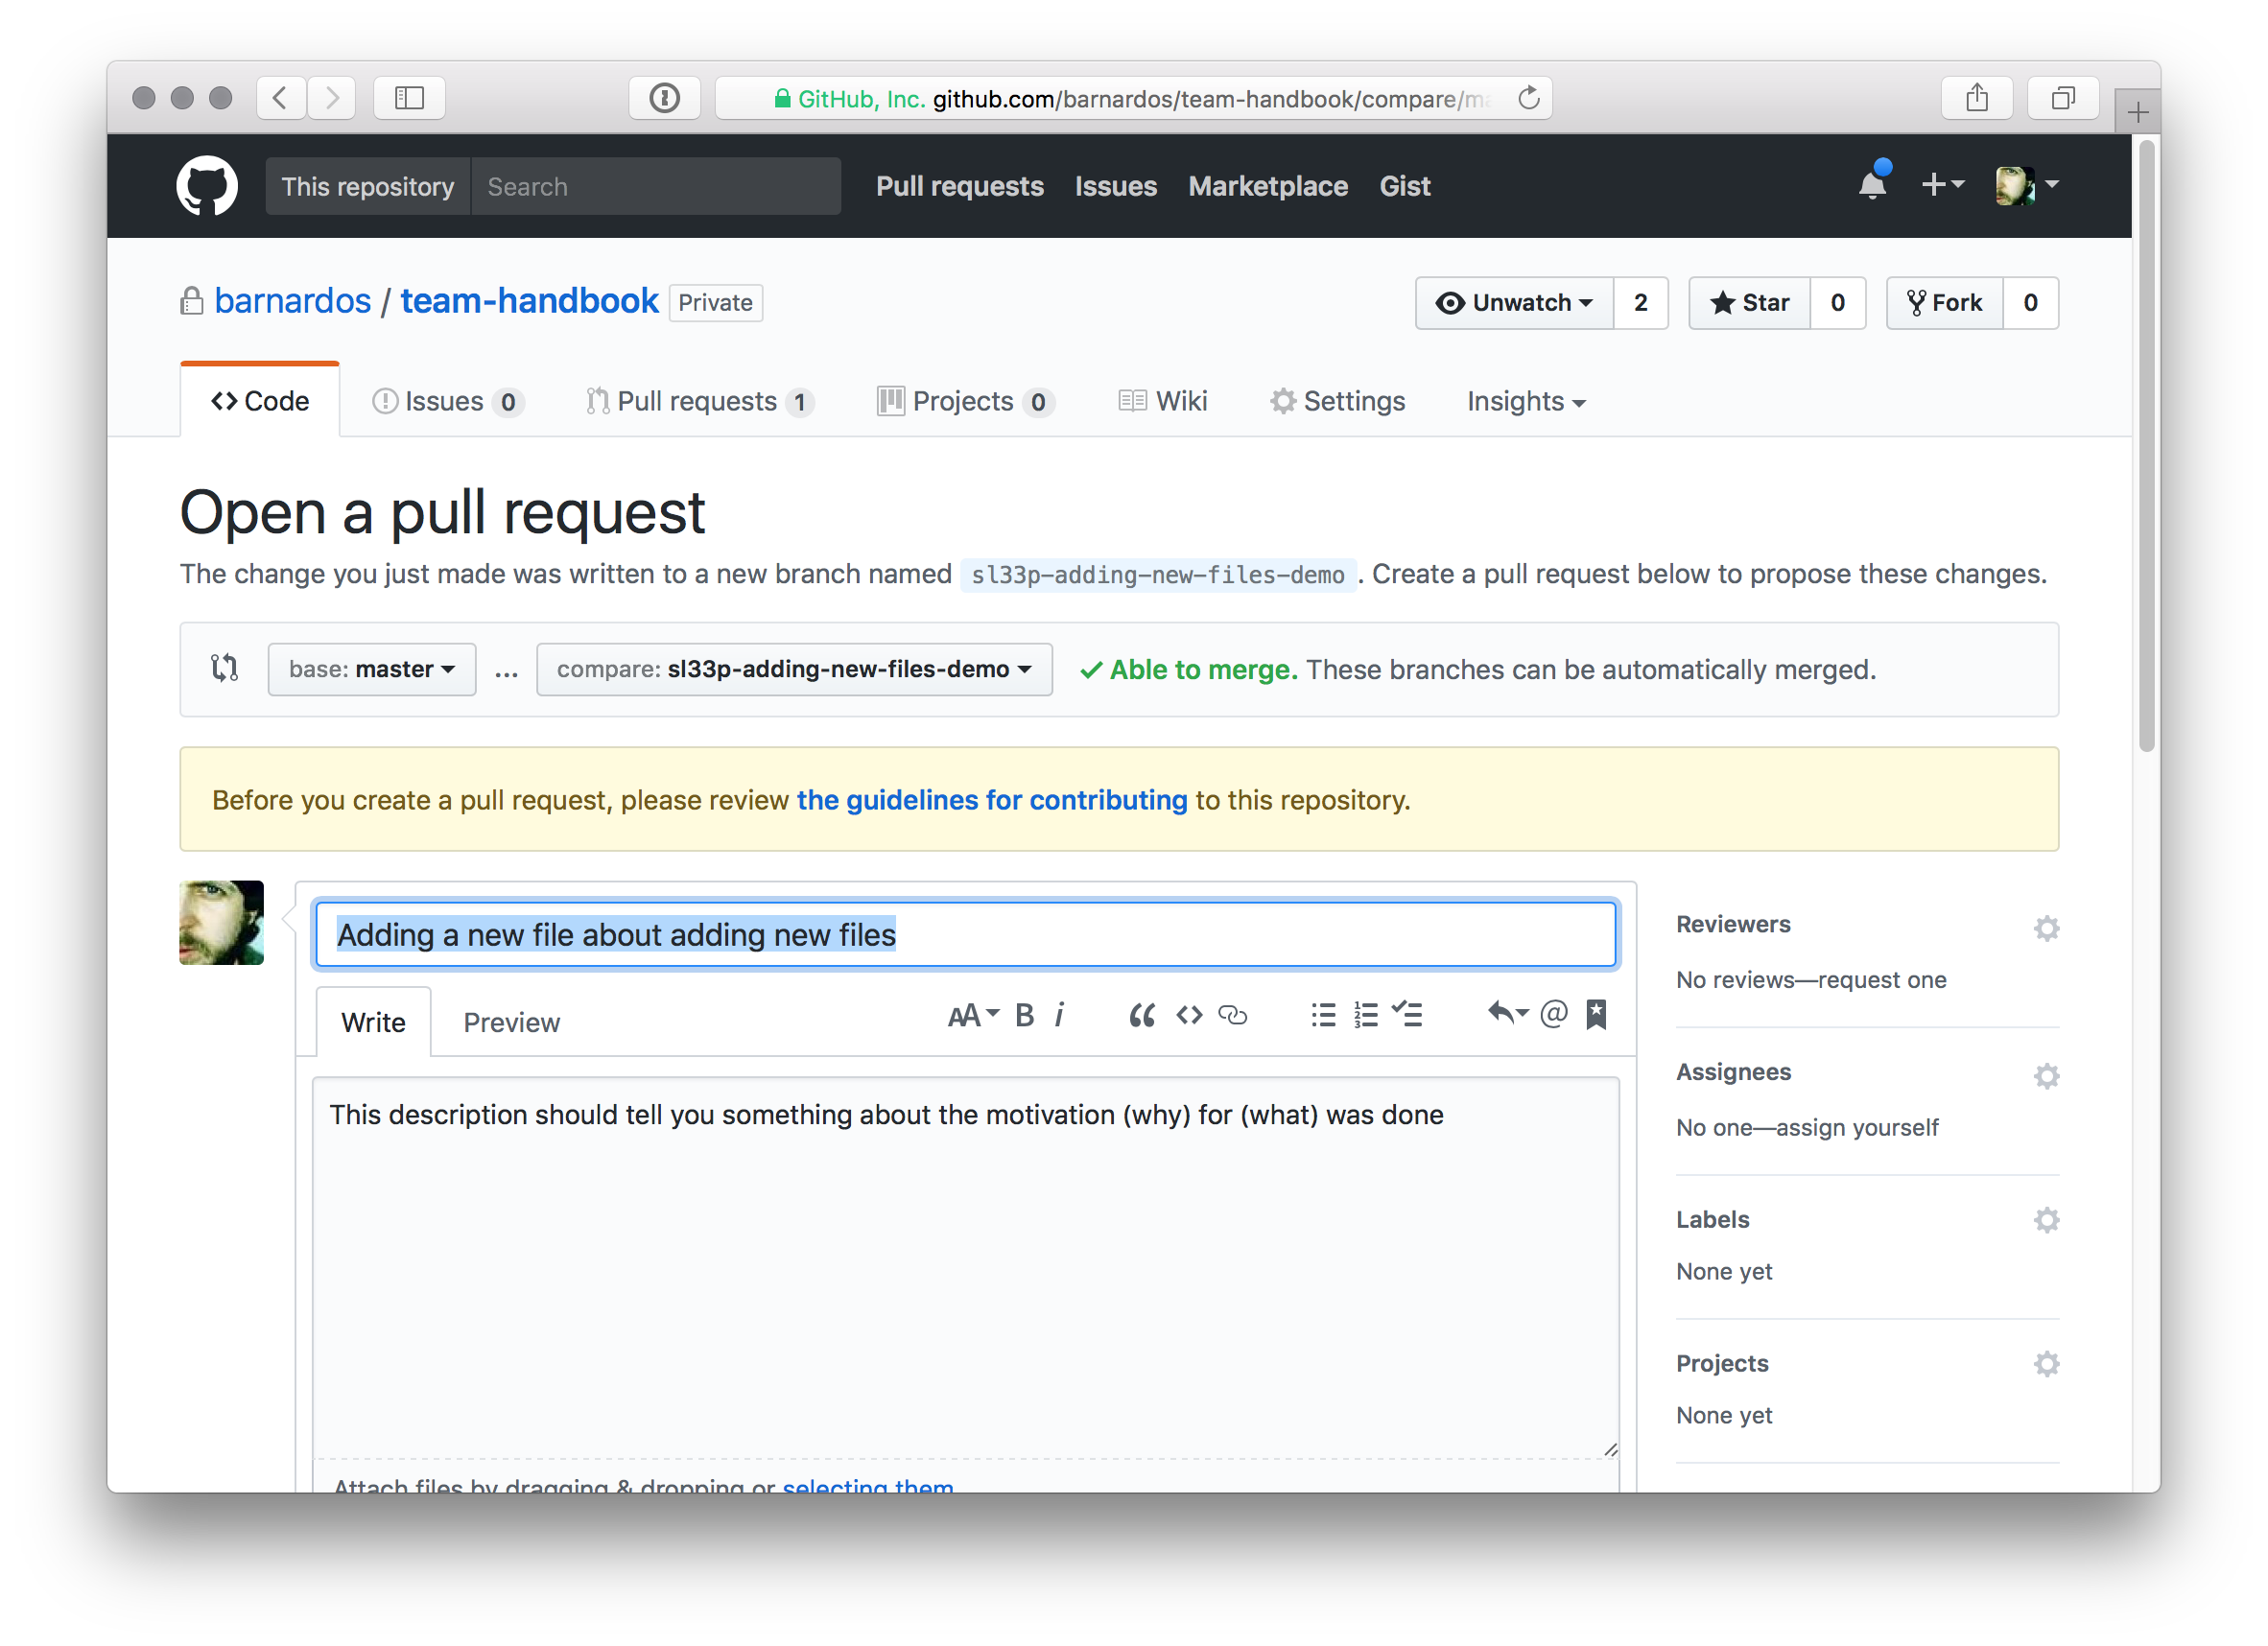 GitHub, Inc. github.com/barnardos/team-handbook/compare/
This repository Search Pull requests Issues Marketplace Gist
barnardos / team-handbook Private
Unwatch 2 Star 0 Fork 0
Code Issues 0 Pull requests 1 Projects 0 Wiki Settings Insights
Open a pull request
The change you just made was written to a new branch named sl33p-adding-new-files-demo. Create a pull request below to propose these changes.
base: master ... compare: sl33p-adding-new-files-demo Able to merge. These branches can be automatically merged.
Before you create a pull request, please review the guidelines for contributing to this repository.
Adding a new file about adding new files
Write Preview AA B i
This description should tell you something about the motivation (why) for (what) was done
Attach files by dragging & dropping or selecting them
Reviewers
No reviews—request one
Assignees
No one—assign yourself
Labels
None yet
Projects
None yet